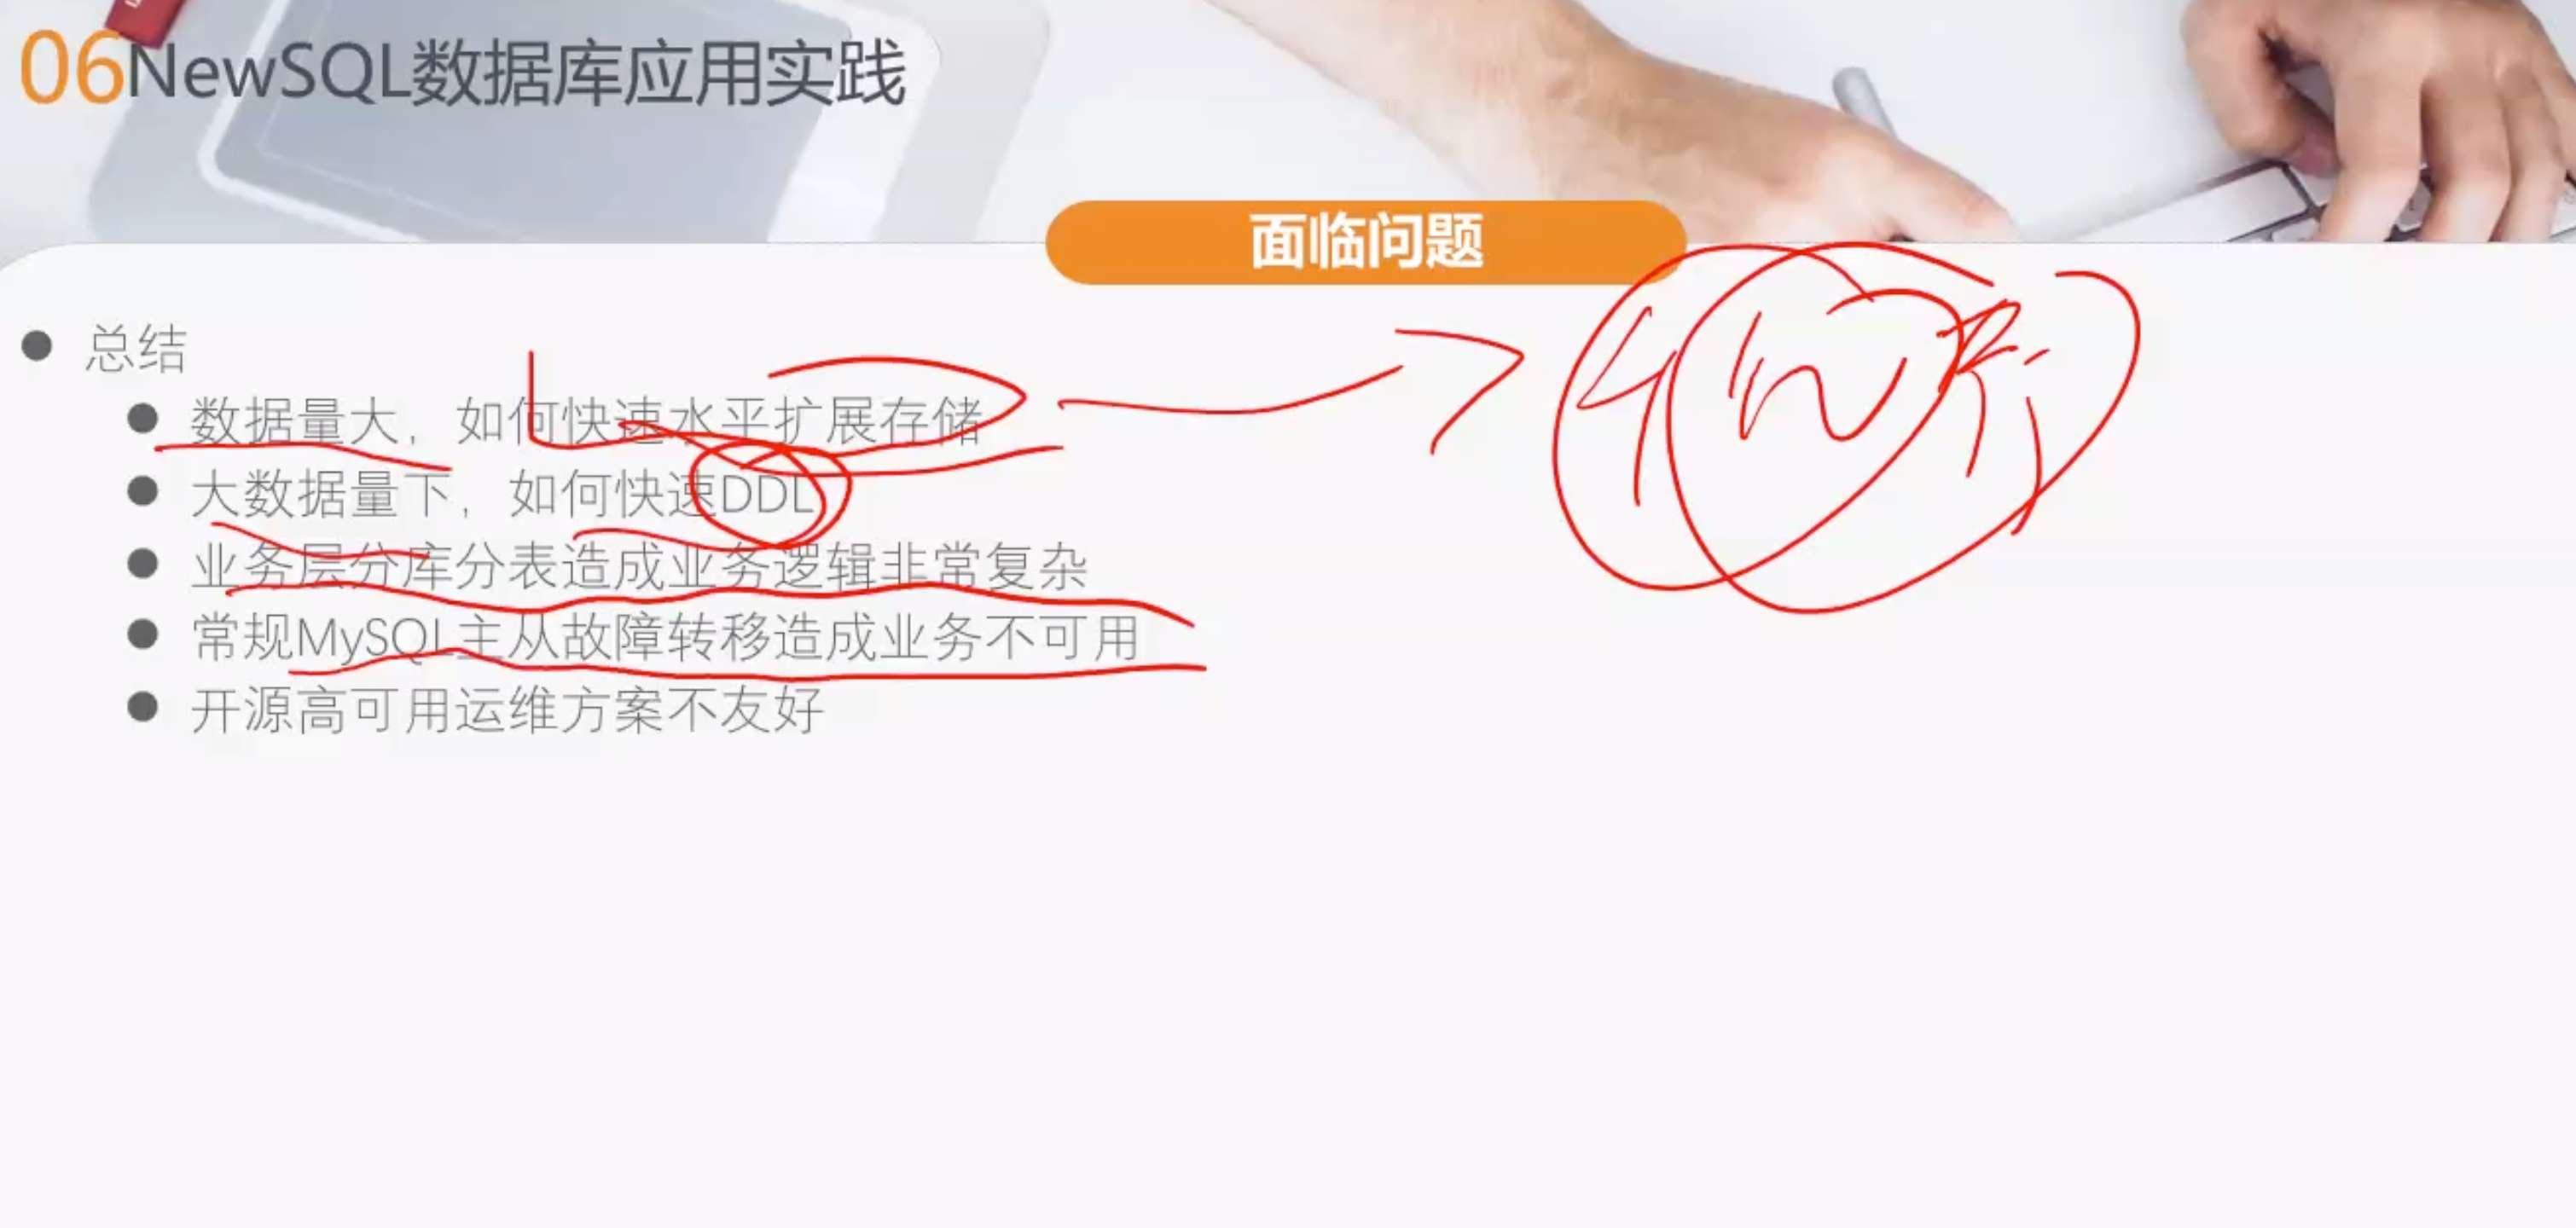 06NewSQL数据库应用实践
面临问题
总结
数据量大，如何快速水平扩展存储
大数据量下，如何快速DDL
业务层分库分表造成业务逻辑非常复杂
常规MySQL主从故障转移造成业务不可用
开源高可用运维方案不友好